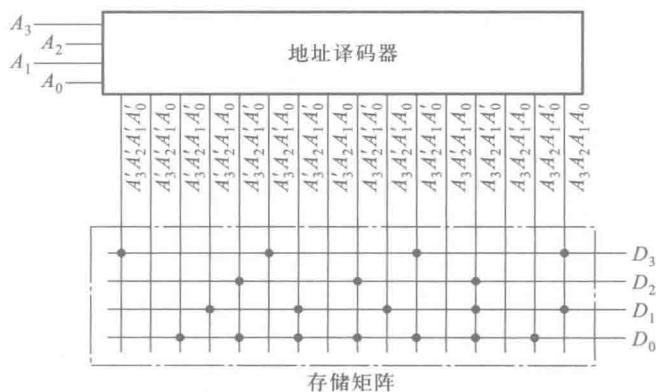 A₃
A₂
A₁
A₀
地址译码器
A₃′A₂′A₁′A₀′
A₃′A₂′A₁′A₀
A₃′A₂′A₁A₀′
A₃′A₂′A₁A₀
A₃′A₂A₁′A₀′
A₃′A₂A₁′A₀
A₃′A₂A₁A₀′
A₃′A₂A₁A₀
A₃A₂′A₁′A₀′
A₃A₂′A₁′A₀
A₃A₂′A₁A₀′
A₃A₂′A₁A₀
A₃A₂A₁′A₀′
A₃A₂A₁′A₀
A₃A₂A₁A₀′
A₃A₂A₁A₀
D₃
D₂
D₁
D₀
存储矩阵